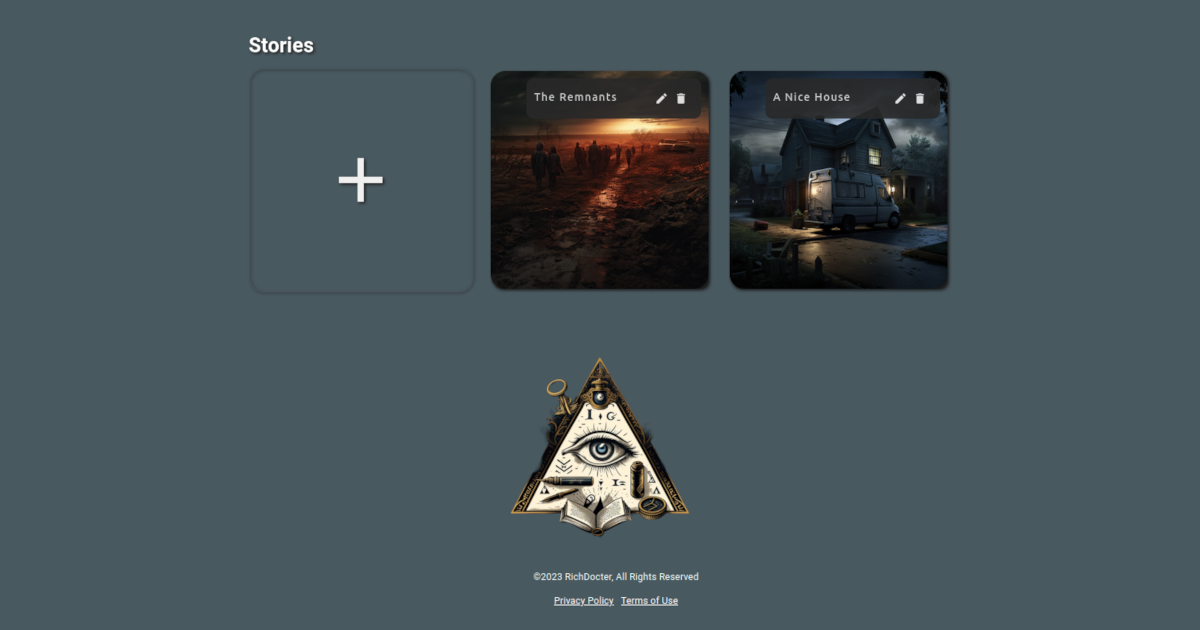 Stories
The Remnants
A Nice House
I G
©2023 RichDocter, All Rights Reserved
Privacy Policy Terms of Use